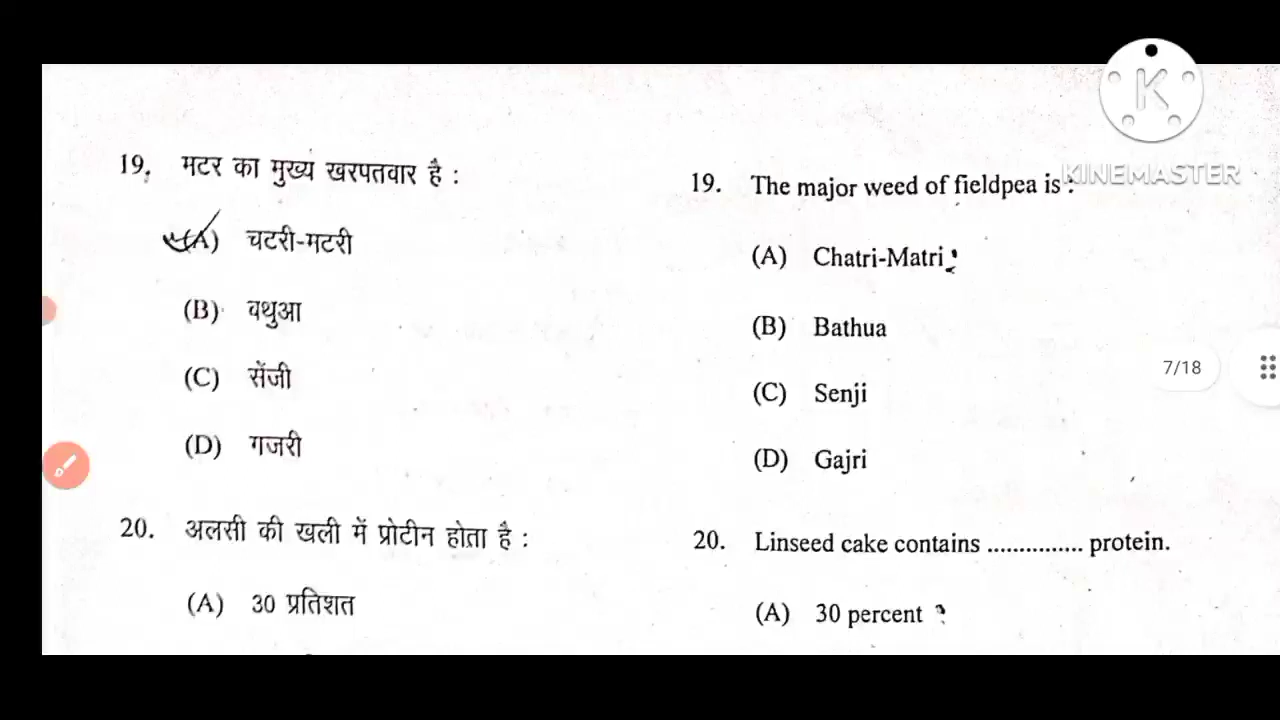 19. मटर का मुख्य खरपतवार है :
(A) चटरी-मटरी
(B) वथुआ
(C) सेंजी
(D) गजरी
20. अलसी की खली में प्रोटीन होता है :
(A) 30 प्रतिशत
K
KINEMASTER
19. The major weed of fieldpea is :
(A) Chatri-Matri
(B) Bathua
(C) Senji
(D) Gajri
7/18
20. Linseed cake contains ............... protein.
(A) 30 percent